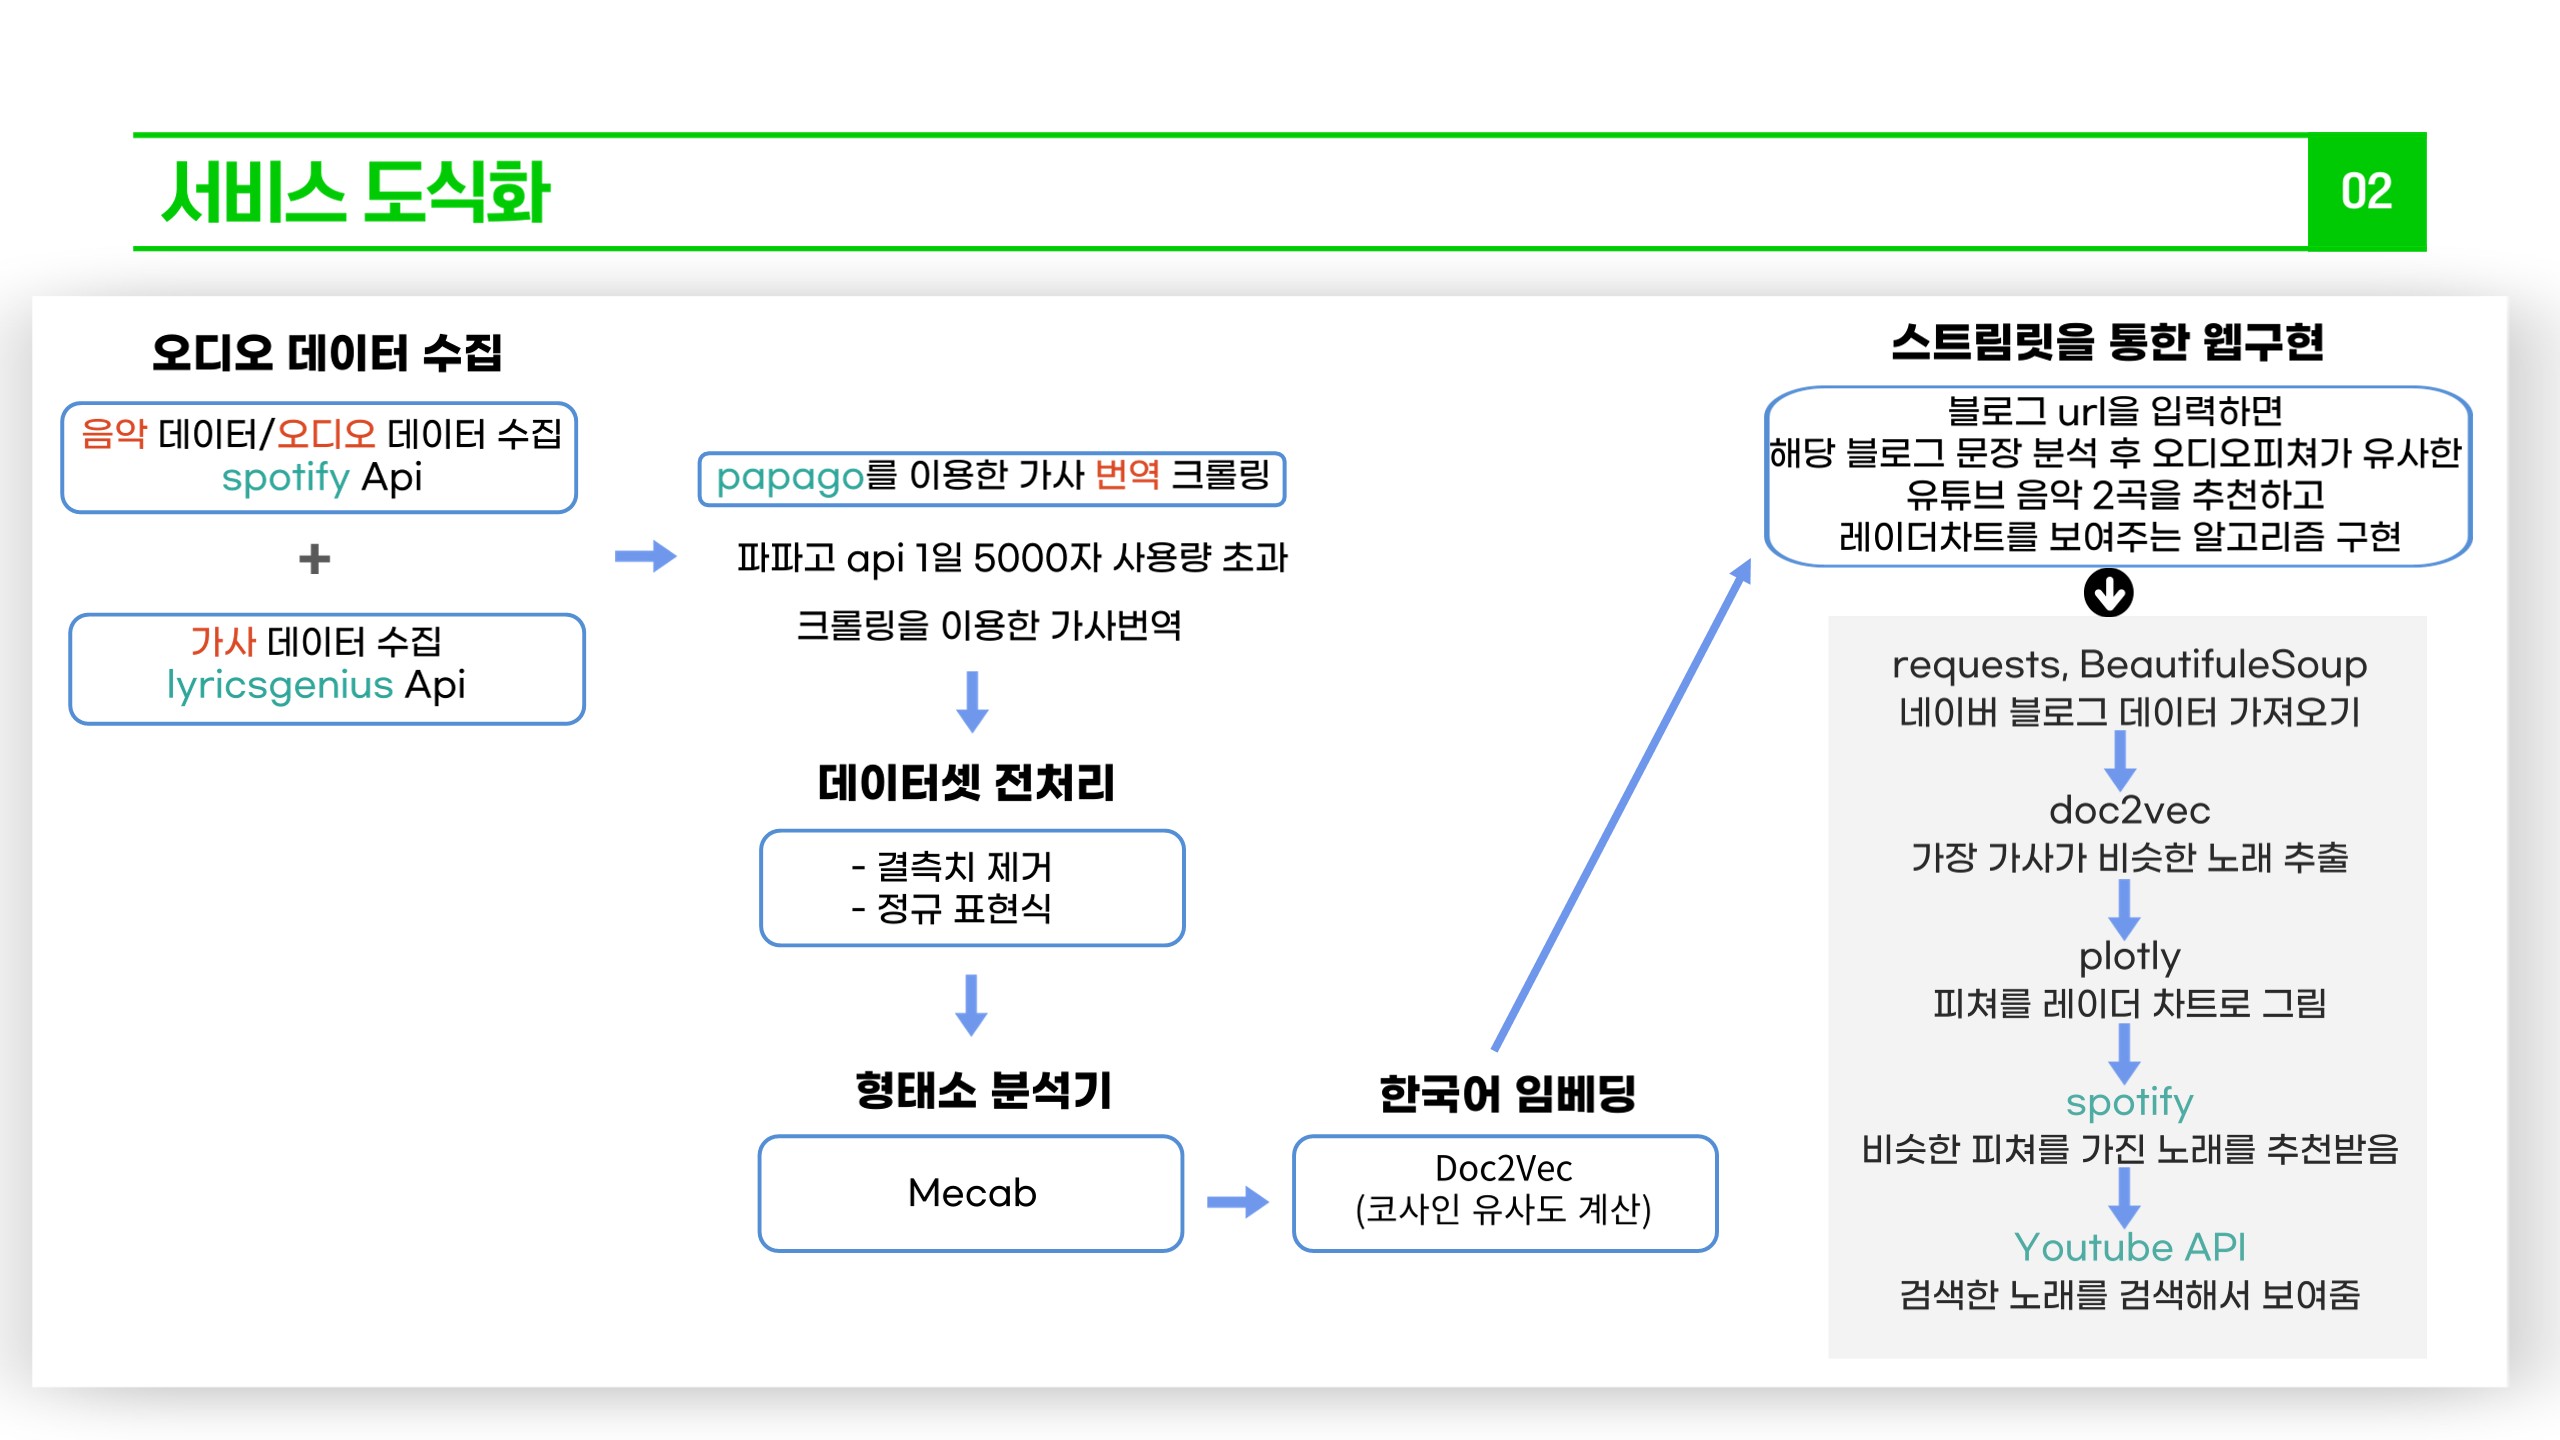 서비스 도식화
02
오디오 데이터 수집
음악 데이터/오디오 데이터 수집
spotify Api
+
가사 데이터 수집
lyricsgenius Api
papago를 이용한 가사 번역 크롤링
파파고 api 1일 5000자 사용량 초과
크롤링을 이용한 가사번역
데이터셋 전처리
- 결측치 제거
- 정규 표현식
형태소 분석기
Mecab
한국어 임베딩
Doc2Vec
(코사인 유사도 계산)
스트림릿을 통한 웹구현
블로그 url을 입력하면
해당 블로그 문장 분석 후 오디오피쳐가 유사한
유튜브 음악 2곡을 추천하고
레이더차트를 보여주는 알고리즘 구현
requests, BeautifuleSoup
네이버 블로그 데이터 가져오기
doc2vec
가장 가사가 비슷한 노래 추출
plotly
피쳐를 레이더 차트로 그림
spotify
비슷한 피쳐를 가진 노래를 추천받음
Youtube API
검색한 노래를 검색해서 보여줌